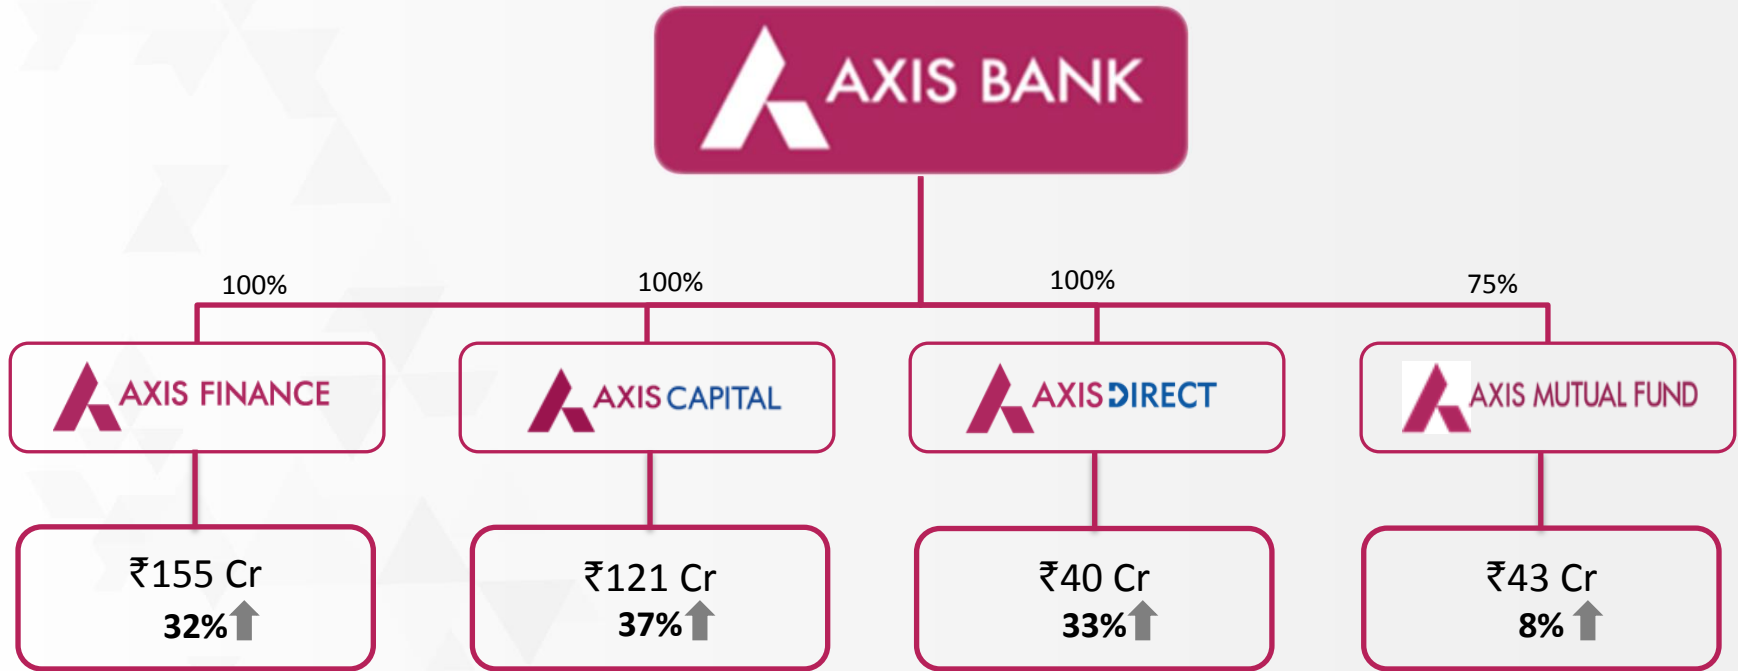 AXIS BANK
100%
100%
100%
75%
AXIS FINANCE
AXIS CAPITAL
AXIS DIRECT
AXIS MUTUAL FUND
₹155 Cr
32%
₹121 Cr
37%
₹40 Cr
33%
₹43 Cr
8%